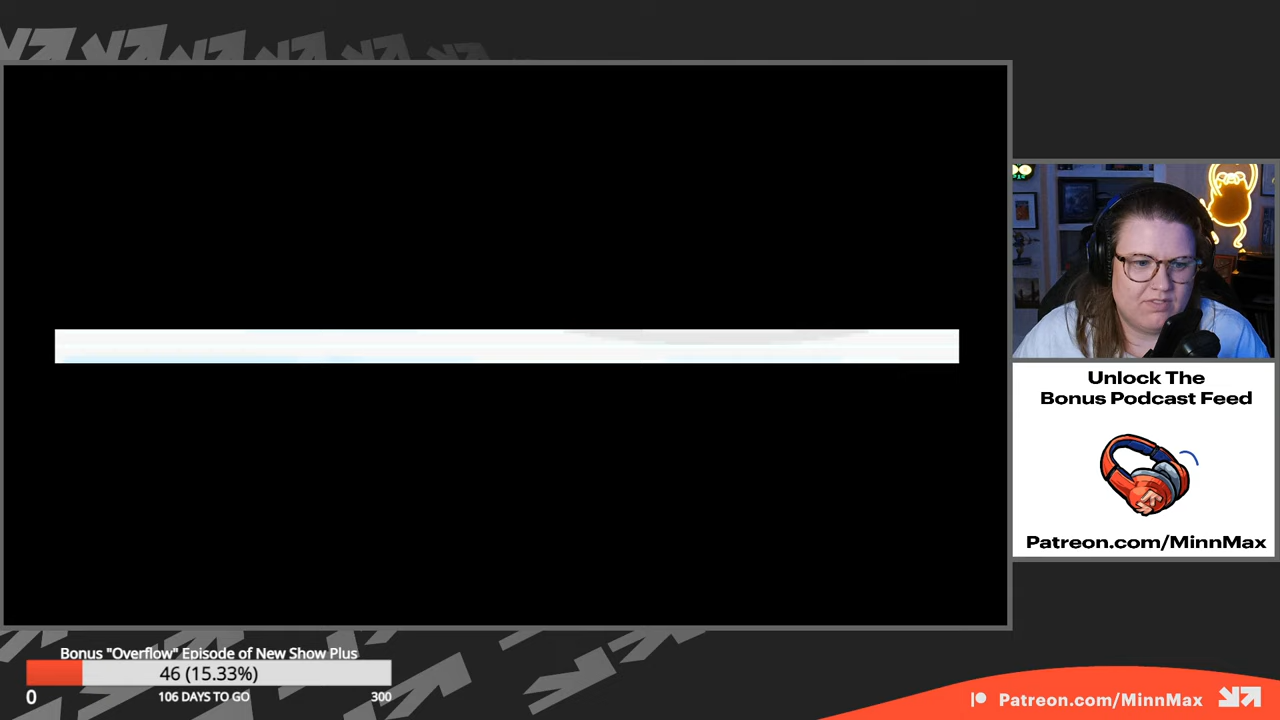 Unlock The
Bonus Podcast Feed
Patreon.com/MinnMax
Bonus "Overflow" Episode of New Show Plus
46 (15.33%)
0 106 DAYS TO GO 300
Patreon.com/MinnMax